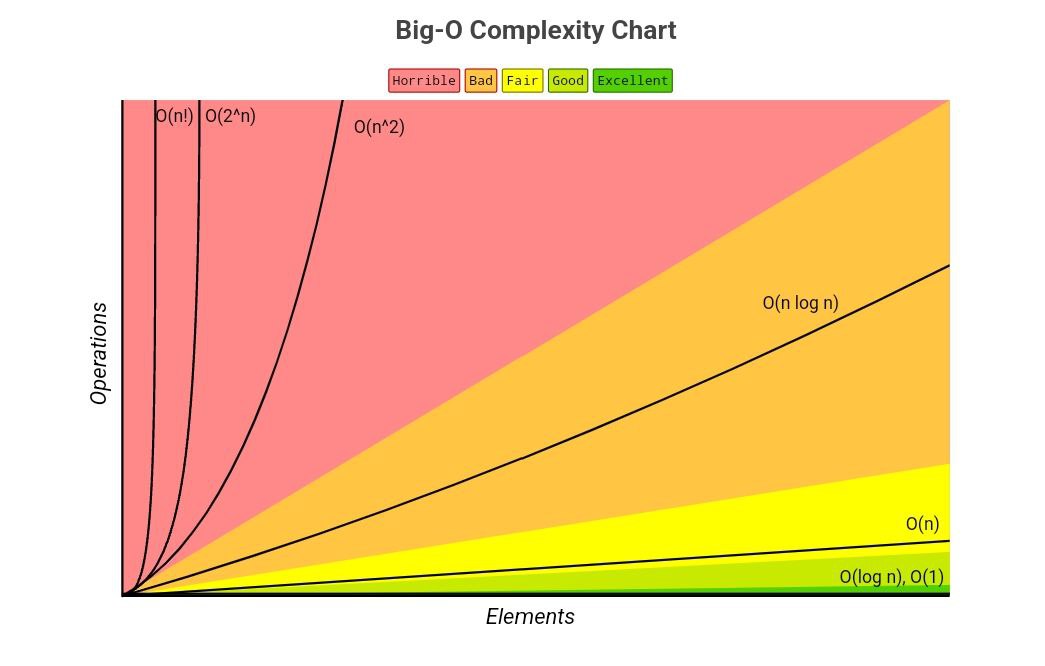 Big-O Complexity Chart
Horrible Bad Fair Good Excellent
O(n!) O(2^n)
O(n^2)
O(n log n)
O(n)
O(log n), O(1)
Operations
Elements